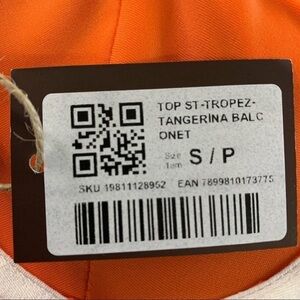 TOP ST-TROPEZ-
TANGERINA BALC
ONET
Size
Tam
S / P
SKU 19811128952 EAN 7899810173775